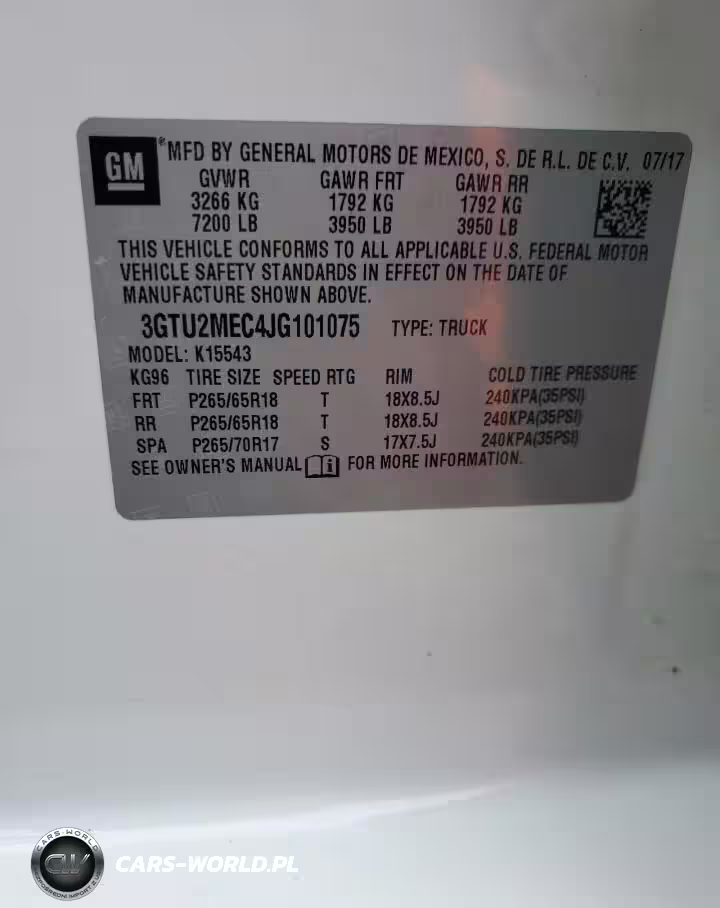 GM ® MFD BY GENERAL MOTORS DE MEXICO, S. DE R.L. DE C.V. 07/17
GVWR GAWR FRT GAWR RR
3266 KG 1792 KG 1792 KG
7200 LB 3950 LB 3950 LB
THIS VEHICLE CONFORMS TO ALL APPLICABLE U.S. FEDERAL MOTOR
VEHICLE SAFETY STANDARDS IN EFFECT ON THE DATE OF
MANUFACTURE SHOWN ABOVE.
3GTU2MEC4JG101075 TYPE: TRUCK
MODEL: K15543
KG96 TIRE SIZE SPEED RTG RIM COLD TIRE PRESSURE
FRT P265/65R18 T 18X8.5J 240KPA(35PSI)
RR P265/65R18 T 18X8.5J 240KPA(35PSI)
SPA P265/70R17 S 17X7.5J 240KPA(35PSI)
SEE OWNER'S MANUAL FOR MORE INFORMATION.
CARS-WORLD.PL
CW
CARS-WORLD.PL